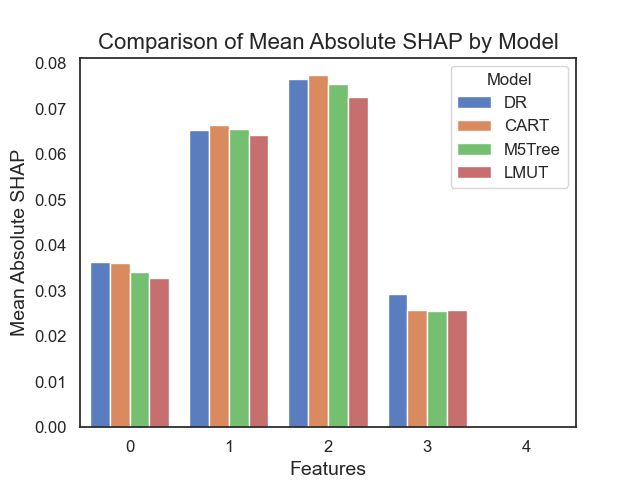 Comparison of Mean Absolute SHAP by Model
Mean Absolute SHAP
0.08
0.07
0.06
0.05
0.04
0.03
0.02
0.01
0.00
Model
DR
CART
M5Tree
LMUT
0 1 2 3 4
Features